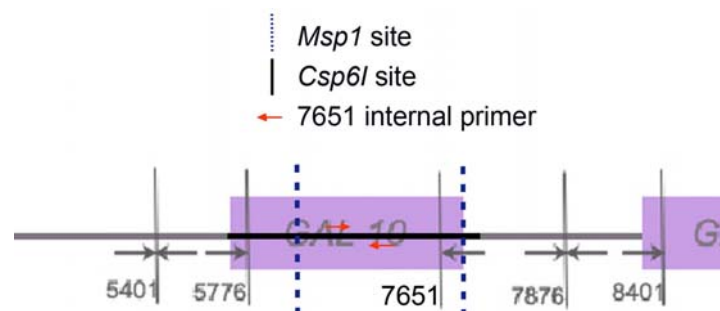 Msp1 site
Csp6I site
7651 internal primer
GAL 10
G
5401
5776
7651
7876
8401